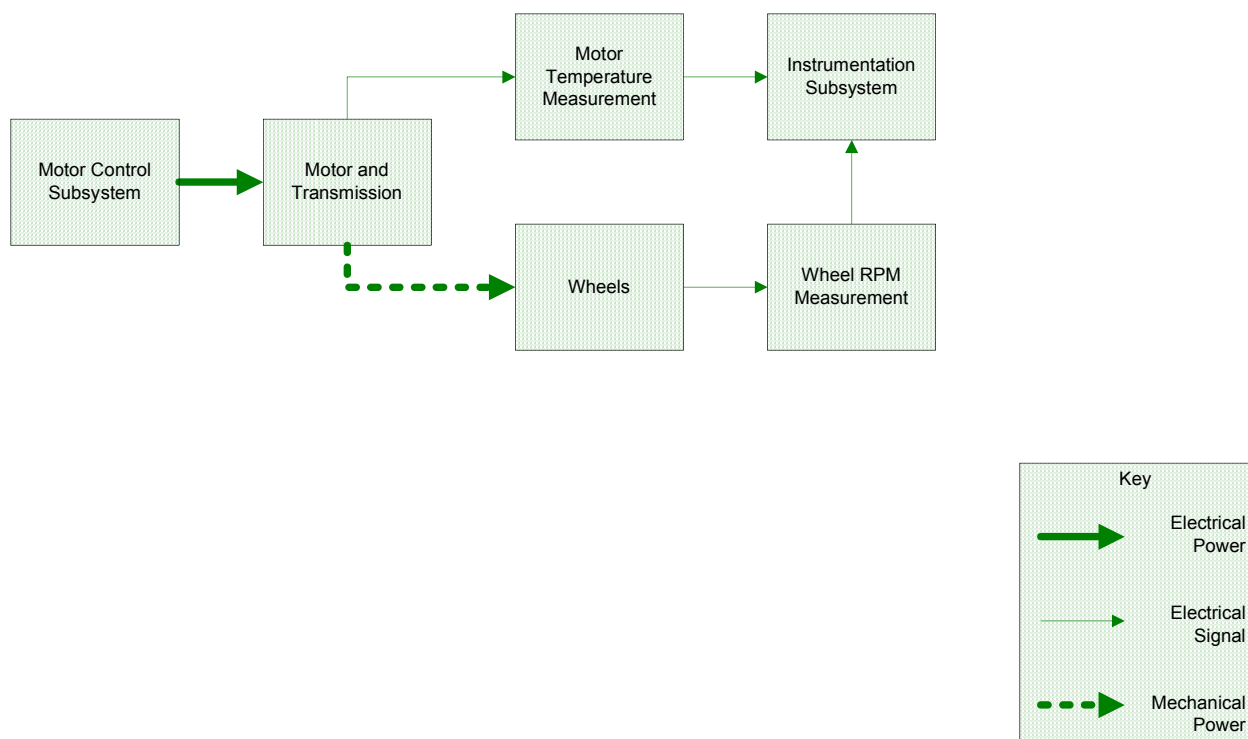 Motor
Temperature
Measurement
Instrumentation
Subsystem
Motor Control
Subsystem
Motor and
Transmission
Wheels
Wheel RPM
Measurement
Key
Electrical
Power
Electrical
Signal
Mechanical
Power